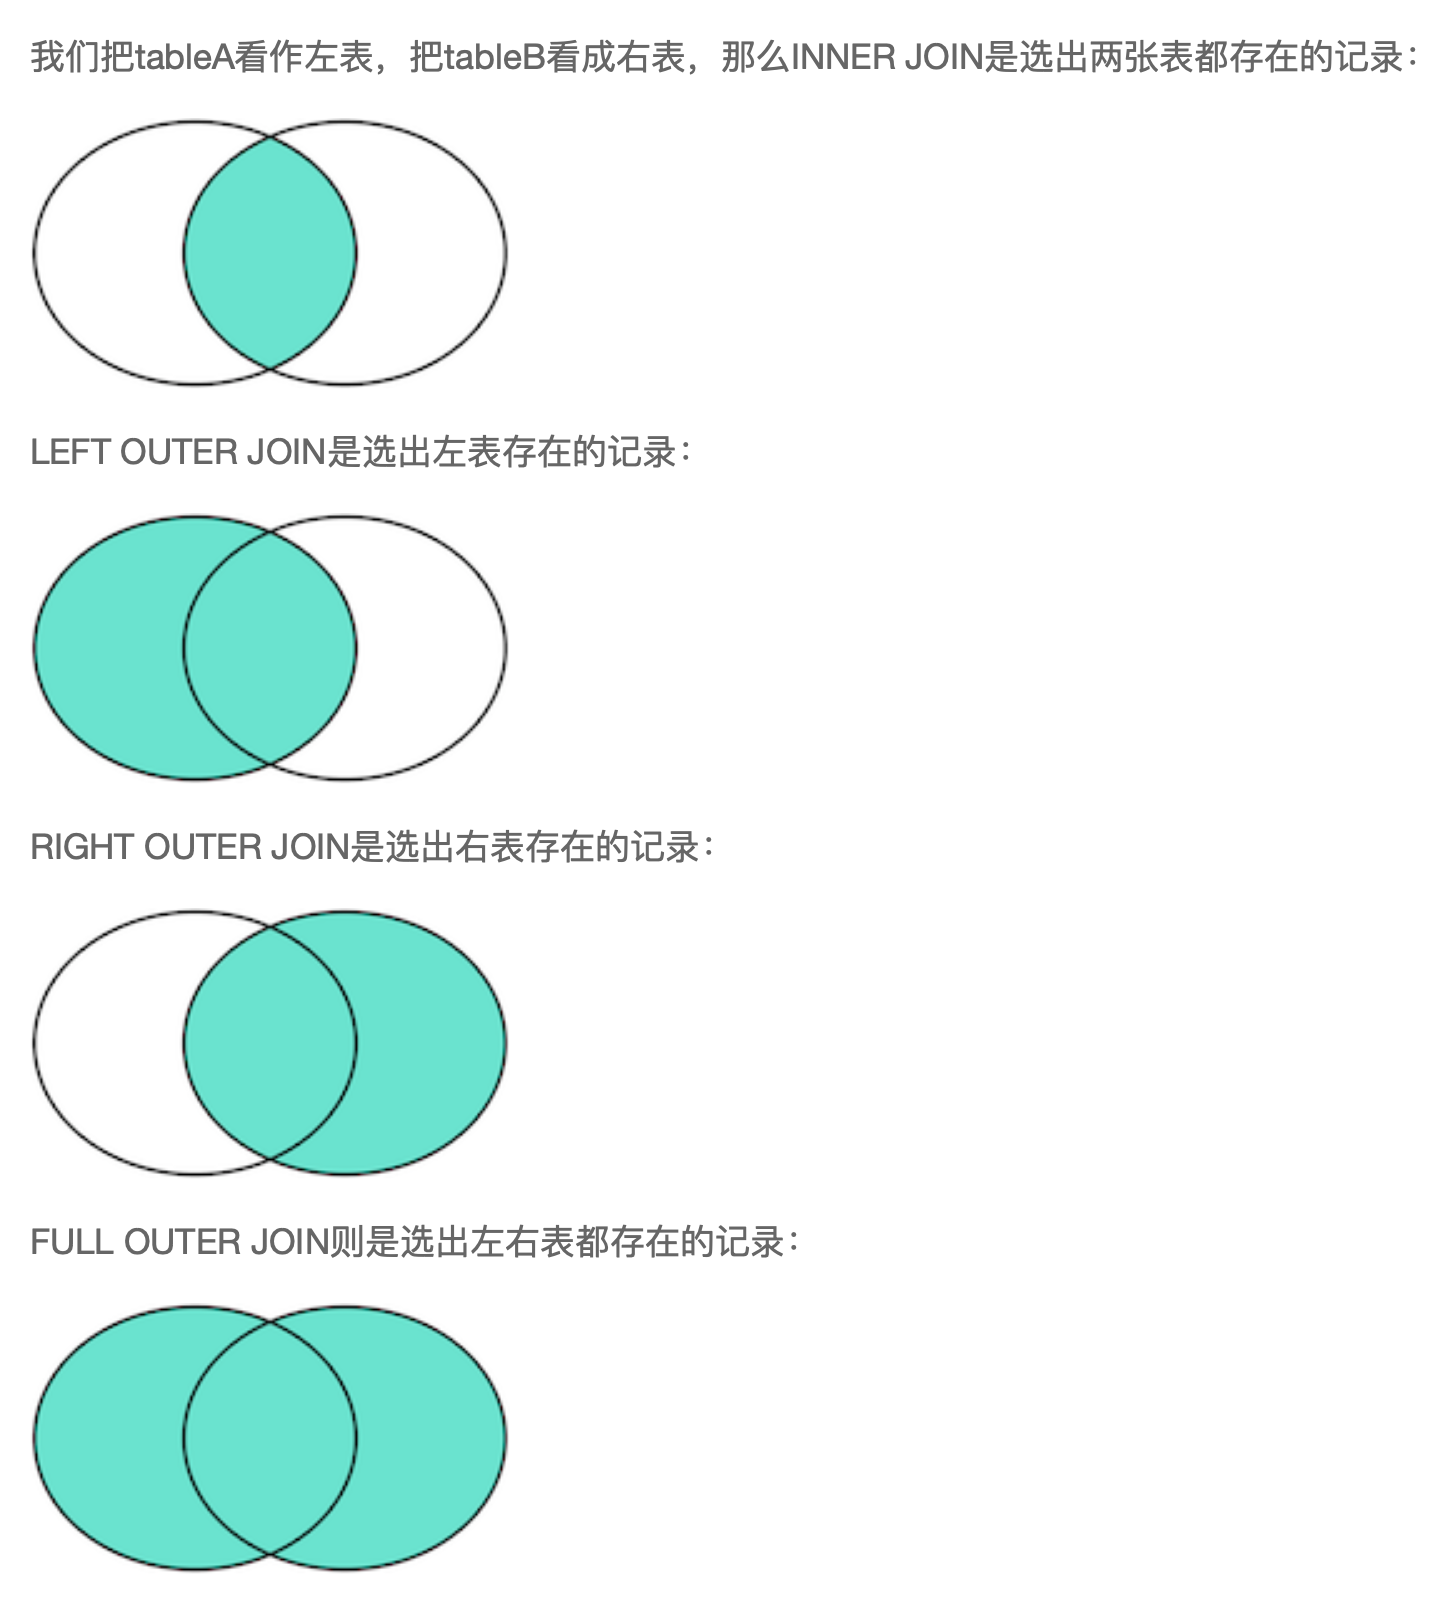 我们把tableA看作左表，把tableB看成右表，那么INNER JOIN是选出两张表都存在的记录：
LEFT OUTER JOIN是选出左表存在的记录：
RIGHT OUTER JOIN是选出右表存在的记录：
FULL OUTER JOIN则是选出左右表都存在的记录：